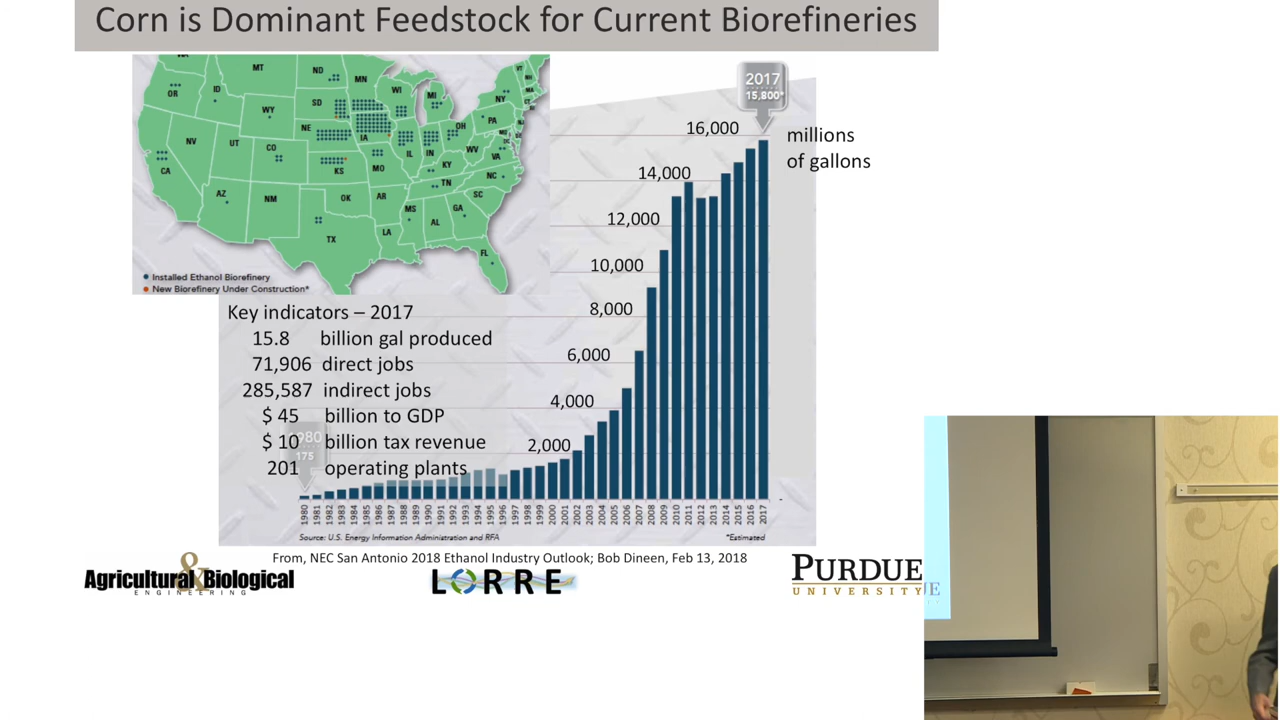 Corn is Dominant Feedstock for Current Biorefineries
MT
ND
MN
OR
ID
SD
WI
MI
NY
VT
NH
MA
CT
WY
NE
IA
PA
OH
NV
UT
CO
IL
IN
WV
VA
CA
KS
MO
KY
NC
AZ
NM
OK
AR
TN
SC
MS
AL
GA
TX
LA
FL
Installed Ethanol Biorefinery
New Biorefinery Under Construction*
2017
15,800*
millions
of gallons
16,000
14,000
12,000
10,000
8,000
6,000
4,000
2,000
-
Key indicators – 2017
15.8 billion gal produced
71,906 direct jobs
285,587 indirect jobs
$ 45 billion to GDP
$ 10 billion tax revenue
201 operating plants
1980
175
1980 1981 1982 1983 1984 1985 1986 1987 1988 1989 1990 1991 1992 1993 1994 1995 1996 1997 1998 1999 2000 2001 2002 2003 2004 2005 2006 2007 2008 2009 2010 2011 2012 2013 2014 2015 2016 2017
Source: U.S. Energy Information Administration and RFA
*Estimated
From, NEC San Antonio 2018 Ethanol Industry Outlook; Bob Dineen, Feb 13, 2018
Agricultural & Biological
ENGINEERING
LORRE
PURDUE
UNIVERSITY